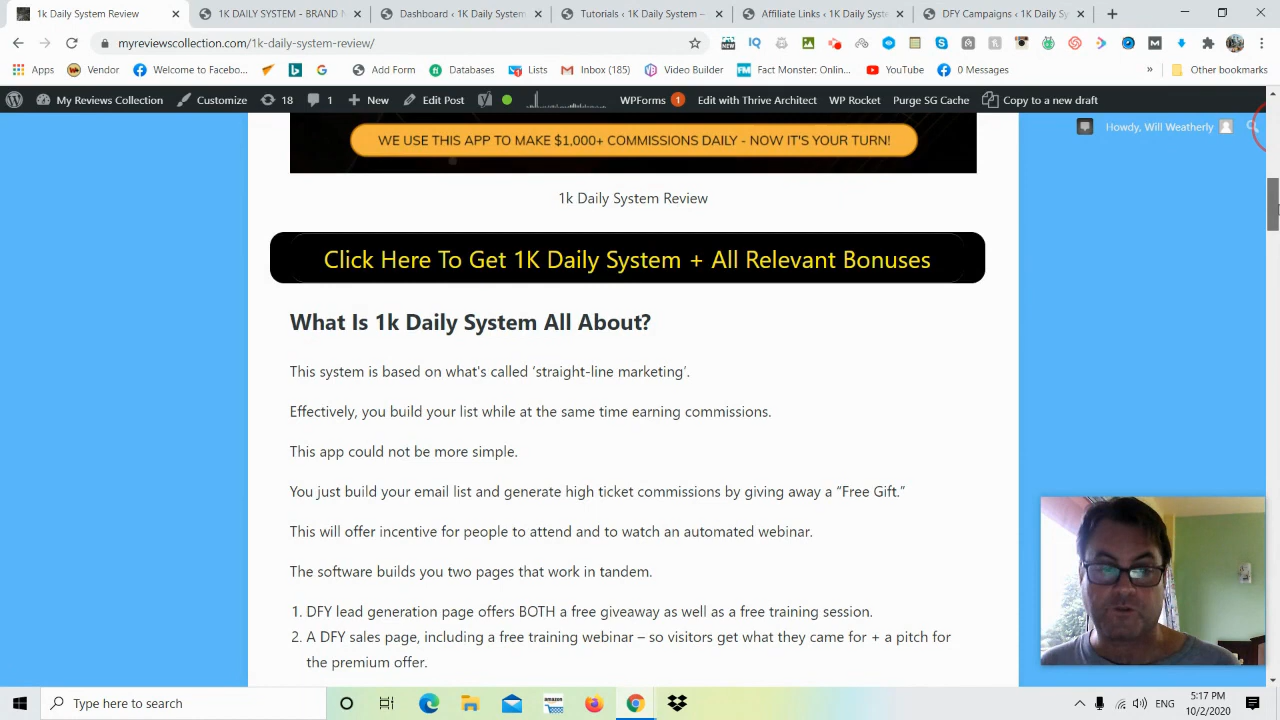 1k Daily System Review
1K DAILY SYSTEM - BRAND N
Dashboard ‹ 1K Daily System
Tutorials ‹ 1K Daily System –
Affiliate Links ‹ 1K Daily Syste
DFY Campaigns ‹ 1K Daily Sy
myreviewscollection.com/1k-daily-system-review/
Apps
Vendor
Welcome to Facebo...
Add Form
Databases
Lists
Inbox (185)
Video Builder
Fact Monster: Onlin...
YouTube
0 Messages
»
Other bookmarks
My Reviews Collection
Customize
18
1
New
Edit Post
WPForms 1
Edit with Thrive Architect
WP Rocket
Purge SG Cache
Copy to a new draft
Howdy, Will Weatherly
WE USE THIS APP TO MAKE $1,000+ COMMISSIONS DAILY - NOW IT'S YOUR TURN!
1k Daily System Review
Click Here To Get 1K Daily System + All Relevant Bonuses
What Is 1k Daily System All About?
This system is based on what's called ‘straight-line marketing’.
Effectively, you build your list while at the same time earning commissions.
This app could not be more simple.
You just build your email list and generate high ticket commissions by giving away a “Free Gift.”
This will offer incentive for people to attend and to watch an automated webinar.
The software builds you two pages that work in tandem.
1. DFY lead generation page offers BOTH a free giveaway as well as a free training session.
2. A DFY sales page, including a free training webinar – so visitors get what they came for + a pitch for
the premium offer.
Type here to search
amazon
ENG
5:17 PM
10/2/2020